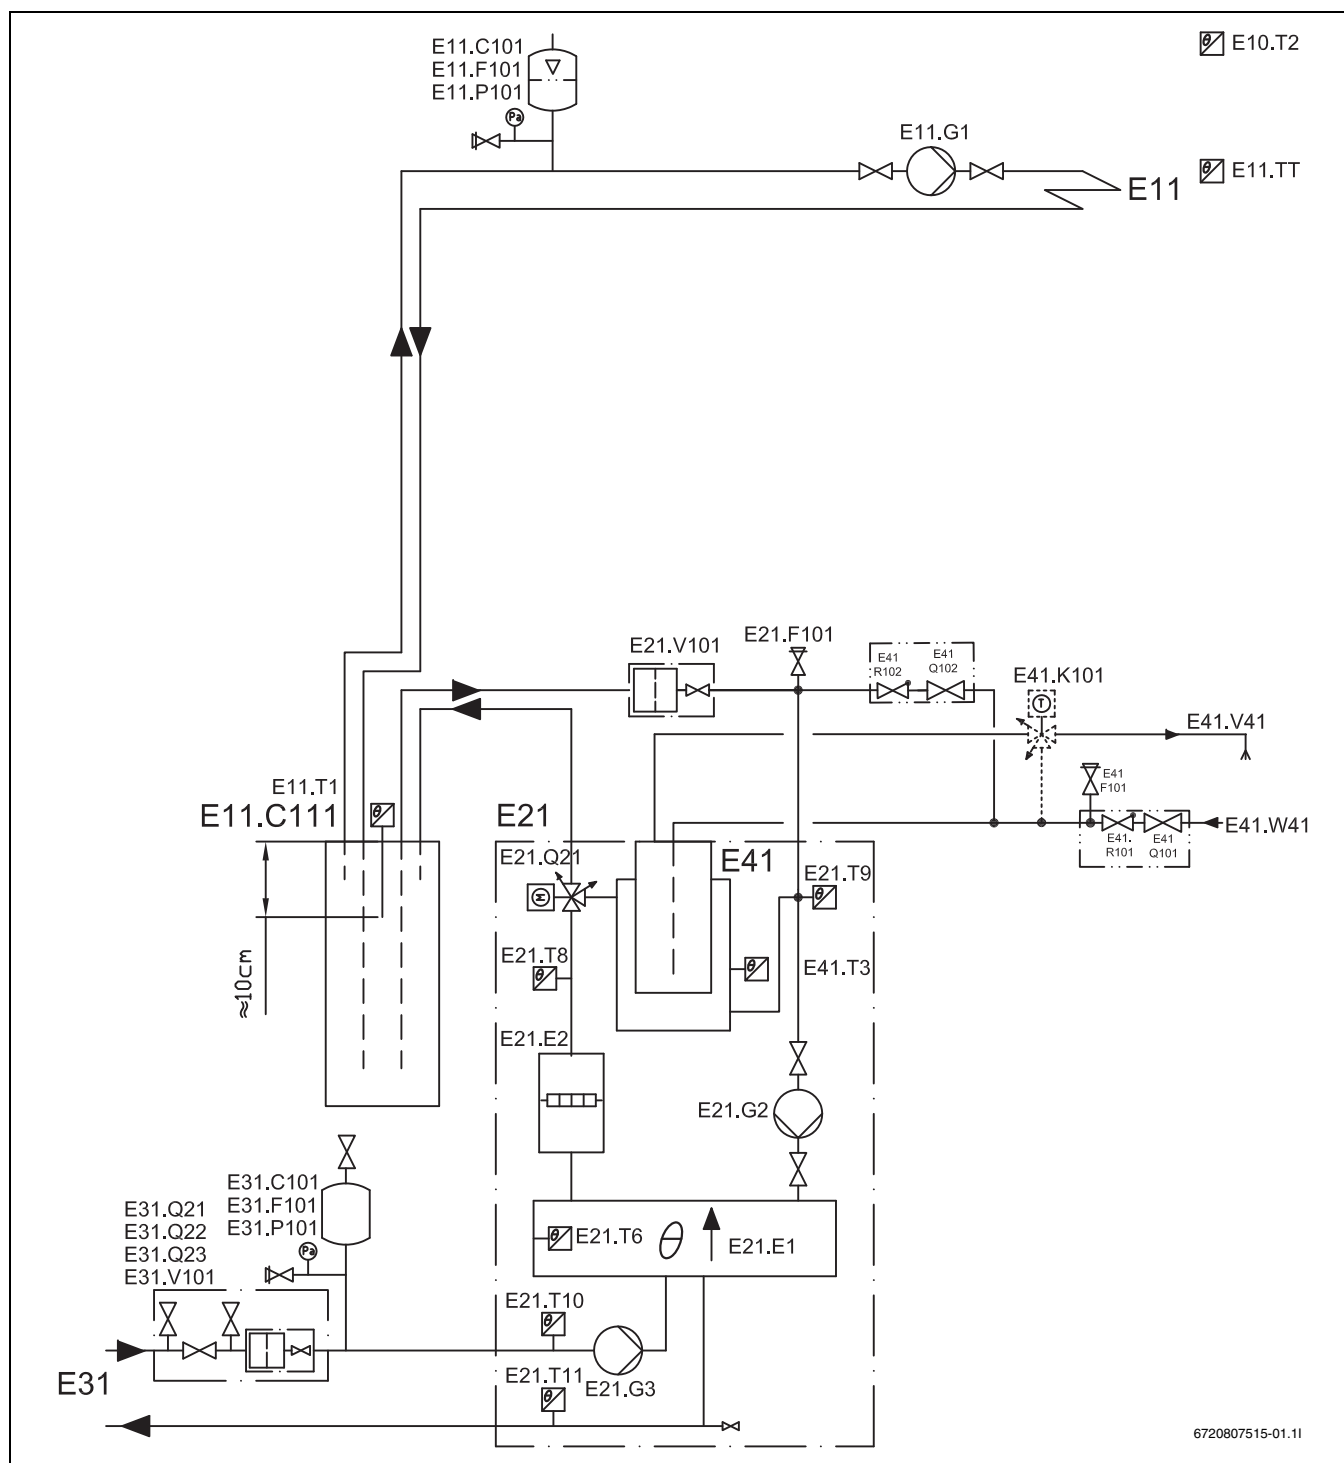 E11.C101
E11.F101
E11.P101
Pa
E10.T2
E11.G1
E11.TT
E11
E21.V101
E21.F101
E41
R102
E41
Q102
E41.K101
T
E41.V41
E11.T1
E11.C111
E21
E41
F101
E41.W41
E41.
R101
E41
Q101
E21.Q21
E41
E21.T9
M
≈10cm
E21.T8
E41.T3
E21.E2
E21.G2
E31.C101
E31.F101
E31.P101
E31.Q21
E31.Q22
E31.Q23
E31.V101
Pa
E21.T6
E21.E1
E21.T10
E31
E21.T11
E21.G3
6720807515-01.1I